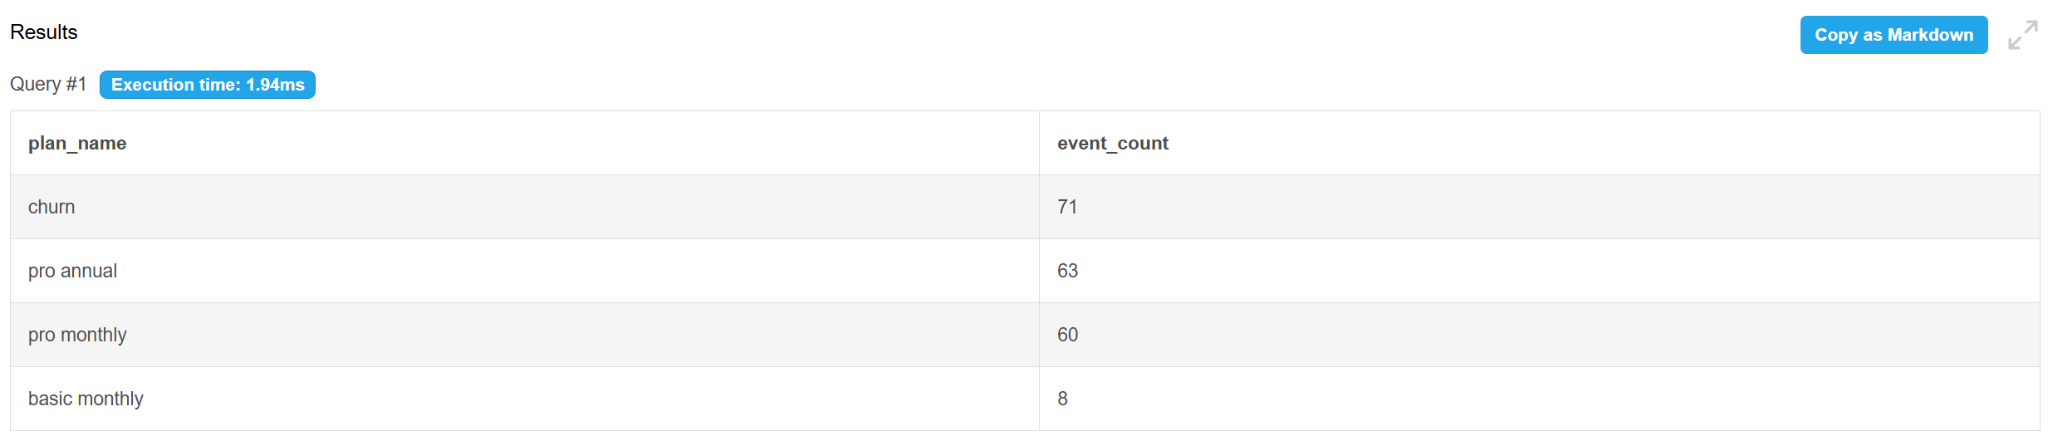 Results
Copy as Markdown
Query #1 Execution time: 1.94ms
plan_name event_count
churn 71
pro annual 63
pro monthly 60
basic monthly 8